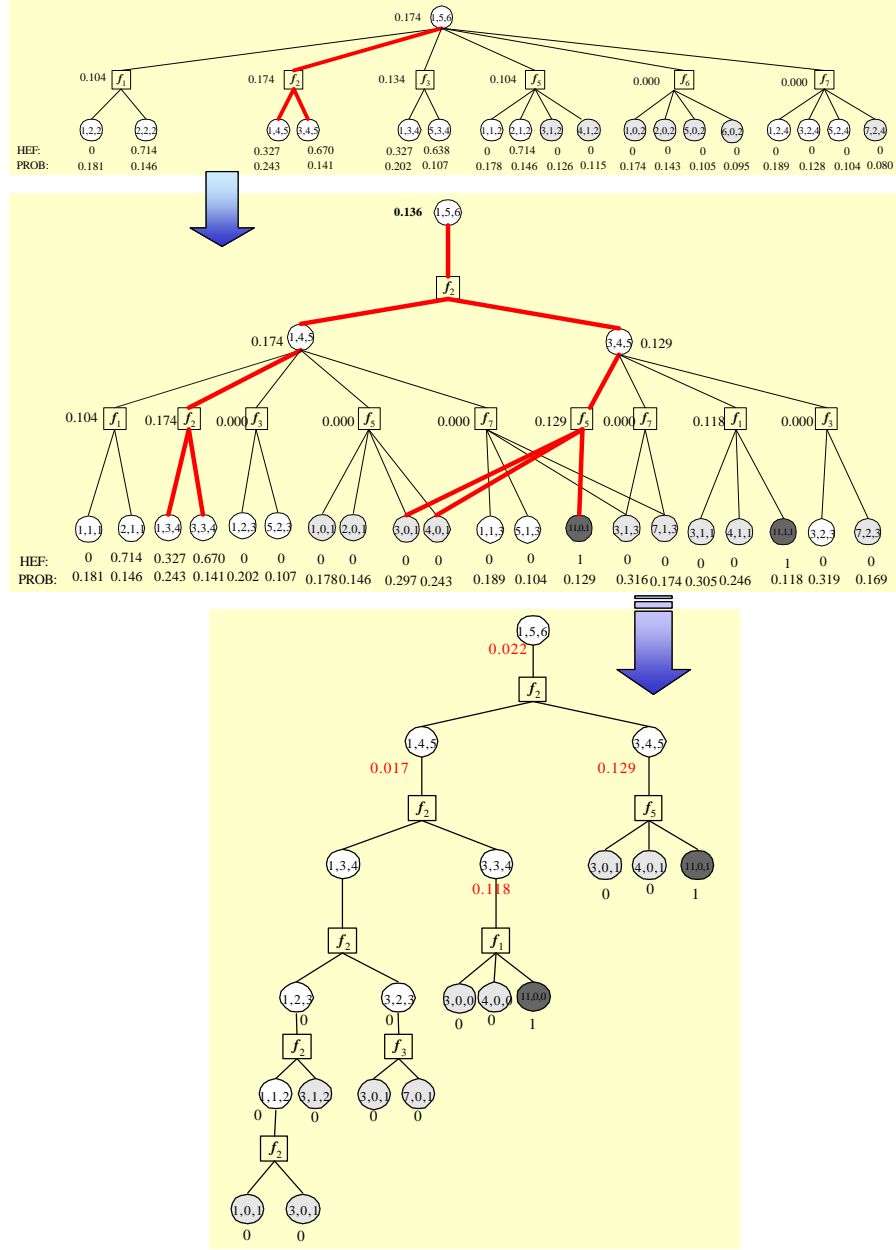 0.174 1,5,6
0.104 f1 0.174 f2 0.134 f3 0.104 f5 0.000 f6 0.000 f7
1,2,2 2,2,2 1,4,5 3,4,5 1,3,4 5,3,4 1,1,2 2,1,2 3,1,2 4,1,2 1,0,2 2,0,2 5,0,2 6,0,2 1,2,4 3,2,4 5,2,4 7,2,4
HEF: 0 0.714 0.327 0.670 0.327 0.638 0 0.714 0 0 0 0 0 0 0 0 0 0
PROB: 0.181 0.146 0.243 0.141 0.202 0.107 0.178 0.146 0.126 0.115 0.174 0.143 0.105 0.095 0.189 0.128 0.104 0.080
0.136 1,5,6
f2
0.174 1,4,5 3,4,5 0.129
0.104 f1 0.174 f2 0.000 f3 0.000 f5 0.000 f7 0.129 f5 0.000 f7 0.118 f1 0.000 f3
1,1,1 2,1,1 1,3,4 3,3,4 1,2,3 5,2,3 1,0,1 2,0,1 3,0,1 4,0,1 1,1,3 5,1,3 11,0,1 3,1,3 7,1,3 3,1,1 4,1,1 11,1,1 3,2,3 7,2,3
HEF: 0 0.714 0.327 0.670 0 0 0 0 0 0 0 0 1 0 0 0 0 1 0 0
PROB: 0.181 0.146 0.243 0.141 0.202 0.107 0.178 0.146 0.297 0.243 0.189 0.104 0.129 0.316 0.174 0.305 0.246 0.118 0.319 0.169
1,5,6
0.022
f2
1,4,5 3,4,5
0.017 0.129
f2 f5
1,3,4 3,3,4 3,0,1 4,0,1 11,0,1
0.118 0 0 1
f2 f1
1,2,3 3,2,3 3,0,0 4,0,0 11,0,0
0 0 0 0 1
f2 f3
1,1,2 3,1,2 3,0,1 7,0,1
0 0 0 0
f2
1,0,1 3,0,1
0 0